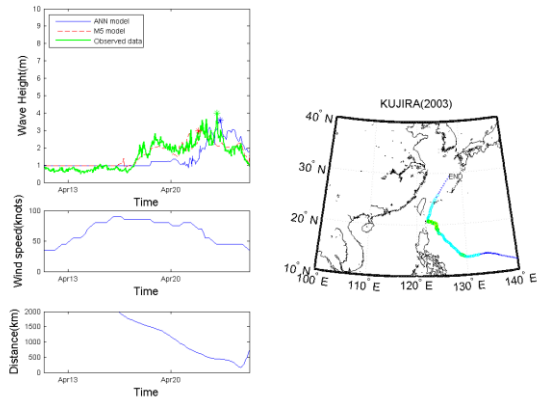 ANN model
M5 model
Observed data
10
9
8
7
6
5
4
3
2
1
0
Wave Height(m)
Apr13 Apr20
Time
100
50
0
Wind speed(Knots)
Apr13 Apr20
Time
2000
1500
1000
500
0
Distance(km)
Apr13 Apr20
Time
KUJIRA(2003)
40° N
30° N
20° N
10° N
110° E 120° E 130° E 140° E